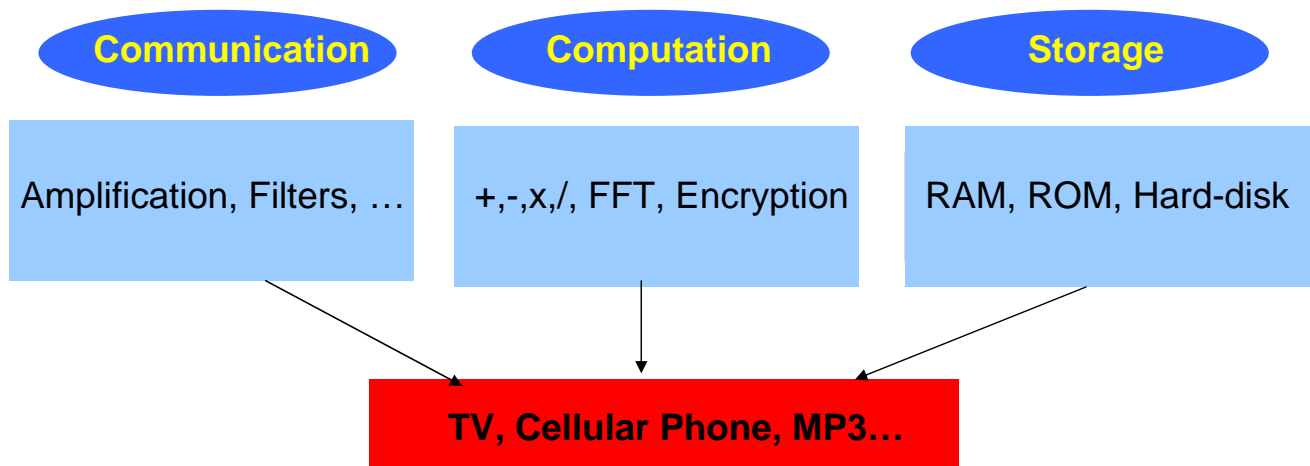 Communication
Computation
Storage
Amplification, Filters, …
+,-,x,/, FFT, Encryption
RAM, ROM, Hard-disk
TV, Cellular Phone, MP3…